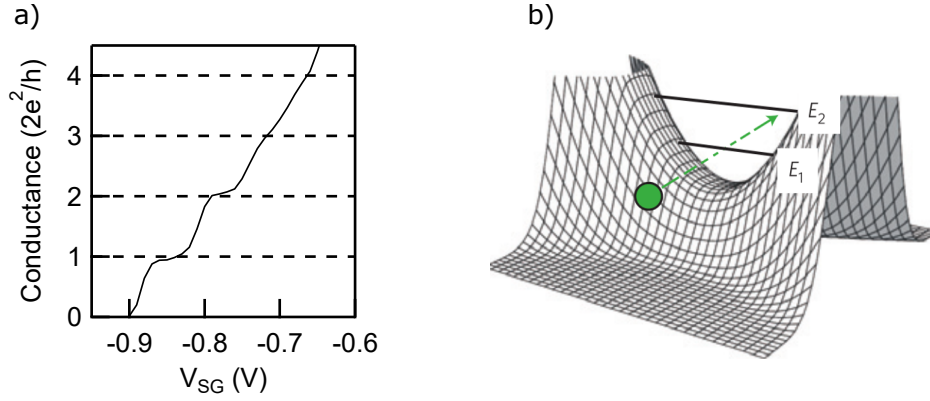 a)
Conductance (2e²/h)
4
3
2
1
0
-0.9 -0.8 -0.7 -0.6
V_SG (V)
b)
E₂
E₁